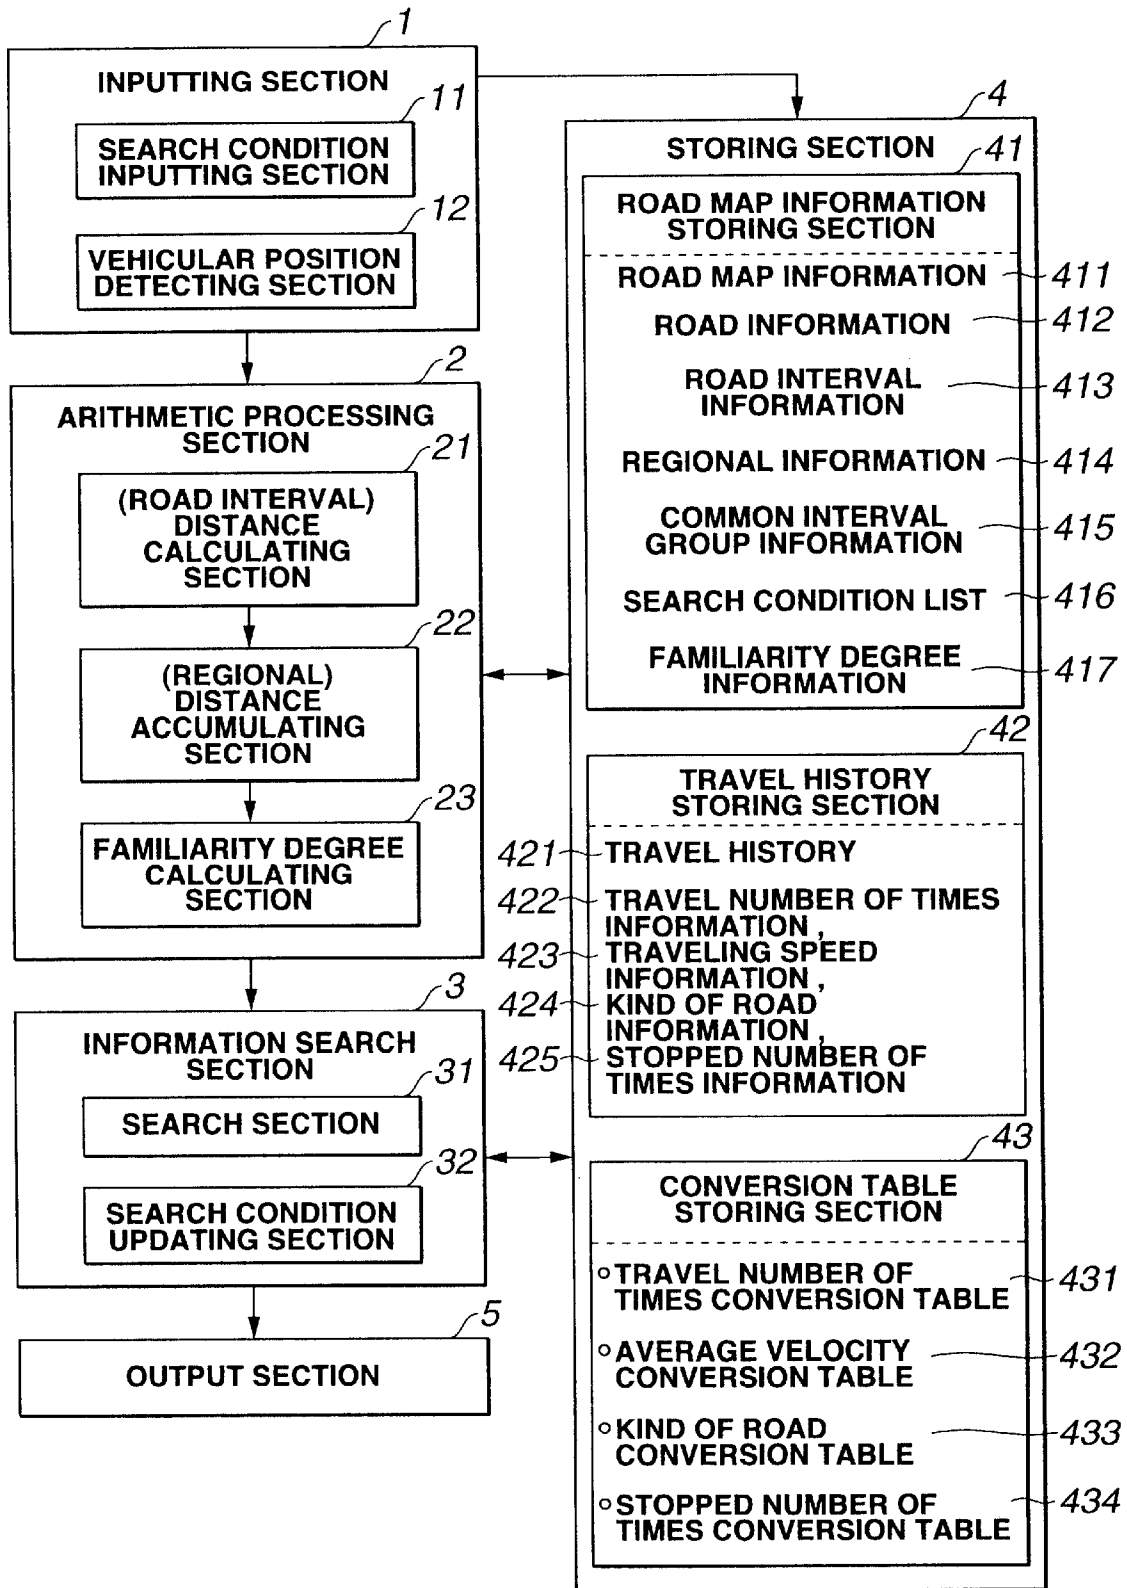 1
INPUTTING SECTION
11
SEARCH CONDITION
INPUTTING SECTION
12
VEHICULAR POSITION
DETECTING SECTION
2
ARITHMETIC PROCESSING
SECTION
21
(ROAD INTERVAL)
DISTANCE
CALCULATING
SECTION
22
(REGIONAL)
DISTANCE
ACCUMULATING
SECTION
23
FAMILIARITY DEGREE
CALCULATING
SECTION
3
INFORMATION SEARCH
SECTION
31
SEARCH SECTION
32
SEARCH CONDITION
UPDATING SECTION
5
OUTPUT SECTION
4
STORING SECTION
41
ROAD MAP INFORMATION
STORING SECTION
ROAD MAP INFORMATION 411
ROAD INFORMATION 412
ROAD INTERVAL
INFORMATION 413
REGIONAL INFORMATION 414
COMMON INTERVAL
GROUP INFORMATION 415
SEARCH CONDITION LIST 416
FAMILIARITY DEGREE
INFORMATION 417
42
TRAVEL HISTORY
STORING SECTION
421 TRAVEL HISTORY
422 TRAVEL NUMBER OF TIMES
INFORMATION ,
423 TRAVELING SPEED
INFORMATION ,
424 KIND OF ROAD
INFORMATION ,
425 STOPPED NUMBER OF
TIMES INFORMATION
43
CONVERSION TABLE
STORING SECTION
○ TRAVEL NUMBER OF
TIMES CONVERSION TABLE 431
○ AVERAGE VELOCITY
CONVERSION TABLE 432
○ KIND OF ROAD
CONVERSION TABLE 433
○ STOPPED NUMBER OF
TIMES CONVERSION TABLE 434